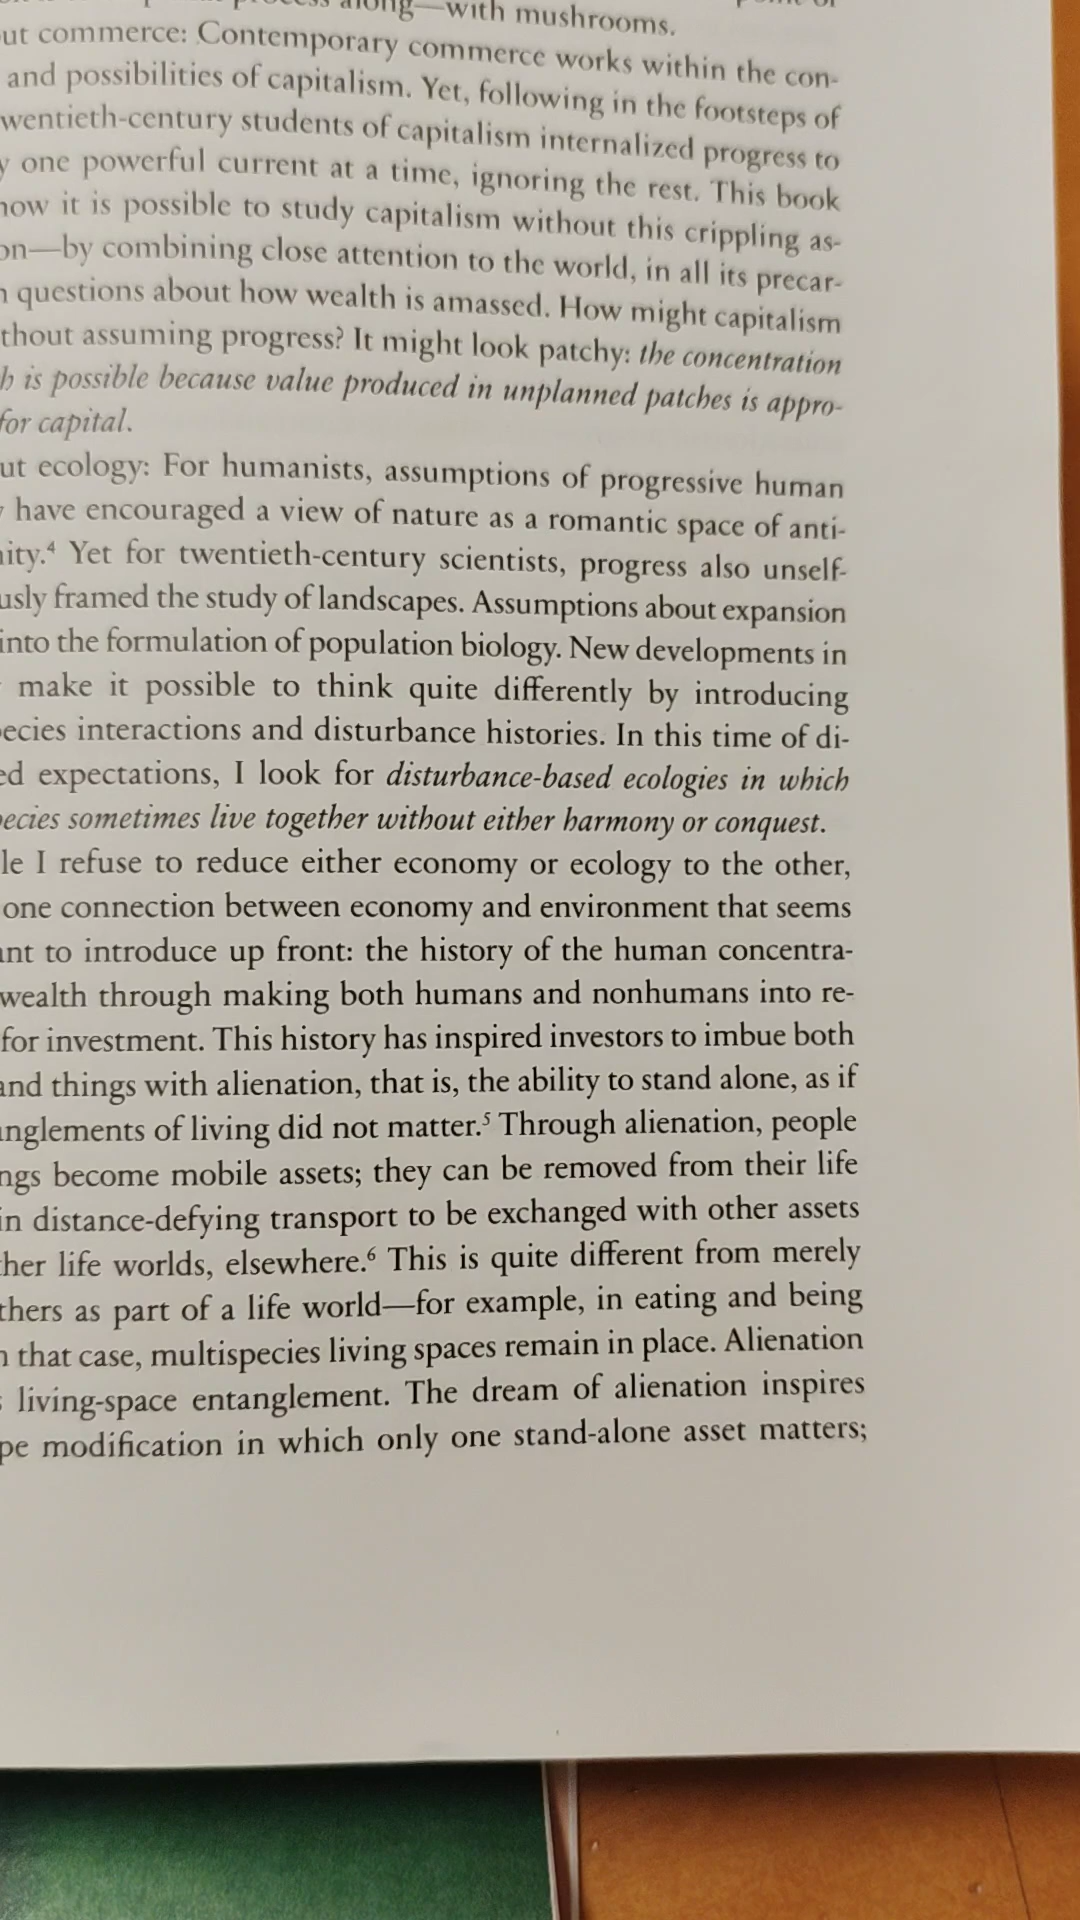 along—with mushrooms.
commerce: Contemporary commerce works within the con-
and possibilities of capitalism. Yet, following in the footsteps of
wentieth-century students of capitalism internalized progress to
one powerful current at a time, ignoring the rest. This book
how it is possible to study capitalism without this crippling as-
on—by combining close attention to the world, in all its precar-
questions about how wealth is amassed. How might capitalism
thout assuming progress? It might look patchy: the concentration
h is possible because value produced in unplanned patches is appro-
for capital.
ut ecology: For humanists, assumptions of progressive human
have encouraged a view of nature as a romantic space of anti-
ity.⁴ Yet for twentieth-century scientists, progress also unself-
usly framed the study of landscapes. Assumptions about expansion
into the formulation of population biology. New developments in
make it possible to think quite differently by introducing
ecies interactions and disturbance histories. In this time of di-
ed expectations, I look for disturbance-based ecologies in which
ecies sometimes live together without either harmony or conquest.
le I refuse to reduce either economy or ecology to the other,
one connection between economy and environment that seems
ant to introduce up front: the history of the human concentra-
wealth through making both humans and nonhumans into re-
for investment. This history has inspired investors to imbue both
and things with alienation, that is, the ability to stand alone, as if
anglements of living did not matter.⁵ Through alienation, people
ngs become mobile assets; they can be removed from their life
in distance-defying transport to be exchanged with other assets
her life worlds, elsewhere.⁶ This is quite different from merely
thers as part of a life world—for example, in eating and being
that case, multispecies living spaces remain in place. Alienation
living-space entanglement. The dream of alienation inspires
pe modification in which only one stand-alone asset matters;